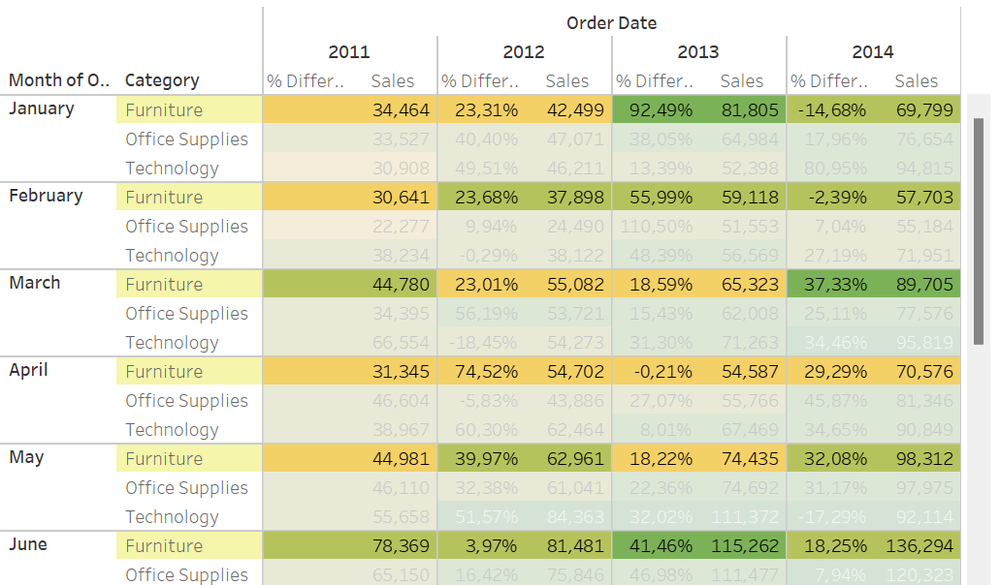 Order Date
2011 2012 2013 2014
Month of O.. Category % Differ.. Sales % Differ.. Sales % Differ.. Sales % Differ.. Sales
January Furniture 34,464 23,31% 42,499 92,49% 81,805 -14,68% 69,799
Office Supplies 33,527 40,40% 47,071 38,05% 64,984 17,96% 76,654
Technology 30,908 49,51% 46,211 13,39% 52,398 80,95% 94,815
February Furniture 30,641 23,68% 37,898 55,99% 59,118 -2,39% 57,703
Office Supplies 22,277 9,94% 24,490 110,50% 51,553 7,04% 55,184
Technology 38,234 -0,29% 38,122 48,39% 56,569 27,19% 71,951
March Furniture 44,780 23,01% 55,082 18,59% 65,323 37,33% 89,705
Office Supplies 34,395 56,19% 53,721 15,43% 62,008 25,11% 77,576
Technology 66,554 -18,45% 54,273 31,30% 71,263 34,46% 95,819
April Furniture 31,345 74,52% 54,702 -0,21% 54,587 29,29% 70,576
Office Supplies 46,604 -5,83% 43,886 27,07% 55,766 45,87% 81,346
Technology 38,967 60,30% 62,464 8,01% 67,469 34,65% 90,849
May Furniture 44,981 39,97% 62,961 18,22% 74,435 32,08% 98,312
Office Supplies 46,110 32,38% 61,041 22,36% 74,692 31,17% 97,975
Technology 55,658 51,57% 84,363 32,02% 111,372 -17,29% 92,114
June Furniture 78,369 3,97% 81,481 41,46% 115,262 18,25% 136,294
Office Supplies 65,150 16,42% 75,846 46,98% 111,477 7,94% 120,323